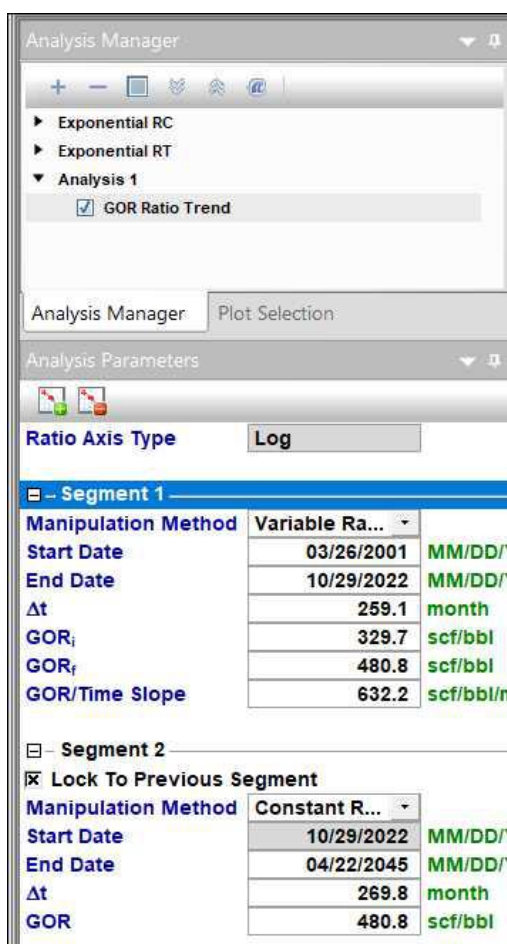 Analysis Manager
@
Exponential RC
Exponential RT
Analysis 1
GOR Ratio Trend
Analysis Manager Plot Selection
Analysis Parameters
Ratio Axis Type Log
Segment 1
Manipulation Method Variable Ra...
Start Date 03/26/2001 MM/DD/
End Date 10/29/2022 MM/DD/
Δt 259.1 month
GORi 329.7 scf/bbl
GORf 480.8 scf/bbl
GOR/Time Slope 632.2 scf/bbl/
Segment 2
Lock To Previous Segment
Manipulation Method Constant R...
Start Date 10/29/2022 MM/DD/
End Date 04/22/2045 MM/DD/
Δt 269.8 month
GOR 480.8 scf/bbl